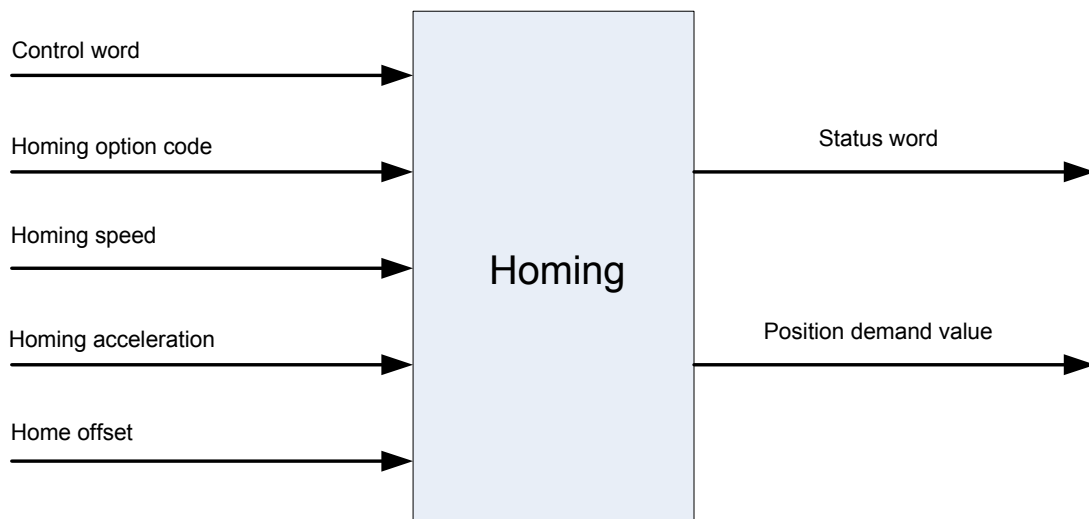 Control word
Homing option code
Homing speed
Homing acceleration
Home offset
Homing
Status word
Position demand value